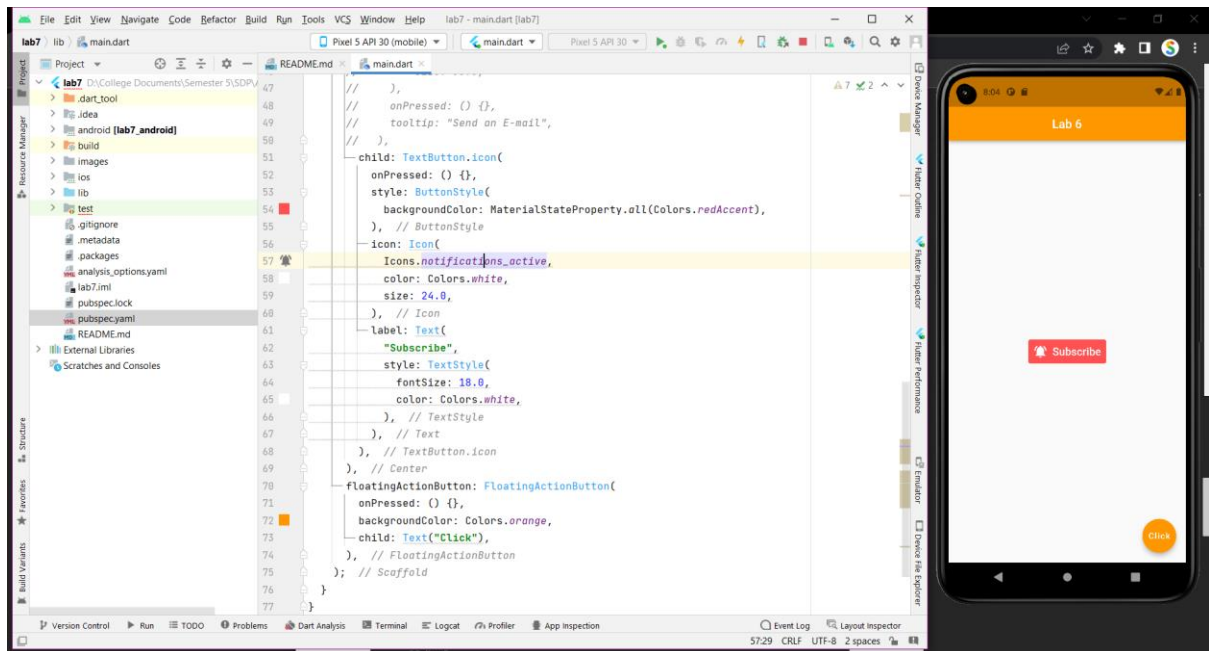 File Edit View Navigate Code Refactor Build Run Tools VCS Window Help lab7 - main.dart [lab7]
lab7 lib main.dart Pixel 5 API 30 (mobile) main.dart Pixel 5 API 30
Project README.md main.dart
lab7 D:\College Documents\Semester 5\SDP\
.dart_tool
.idea
android [lab7_android]
build
images
ios
lib
test
.gitignore
.metadata
.packages
analysis_options.yaml
lab7.iml
pubspec.lock
pubspec.yaml
README.md
External Libraries
Scratches and Consoles
Project
Resource Manager
Structure
Favorites
Build Variants
7 2
47 // ),
48 // onPressed: () {},
49 // tooltip: "Send an E-mail",
50 // ),
51 child: TextButton.icon(
52 onPressed: () {},
53 style: ButtonStyle(
54 backgroundColor: MaterialStateProperty.all(Colors.redAccent),
55 ), // ButtonStyle
56 icon: Icon(
57 Icons.notifications_active,
58 color: Colors.white,
59 size: 24.0,
60 ), // Icon
61 label: Text(
62 "Subscribe",
63 style: TextStyle(
64 fontSize: 18.0,
65 color: Colors.white,
66 ), // TextStyle
67 ), // Text
68 ), // TextButton.icon
69 ), // Center
70 floatingActionButton: FloatingActionButton(
71 onPressed: () {},
72 backgroundColor: Colors.orange,
73 child: Text("Click"),
74 ), // FloatingActionButton
75 ); // Scaffold
76 }
77 }
Device Manager
Flutter Outline
Flutter Inspector
Flutter Performance
Emulator
Device File Explorer
Version Control Run TODO Problems Dart Analysis Terminal Logcat Profiler App Inspection Event Log Layout Inspector
57:29 CRLF UTF-8 2 spaces
8:04
Lab 6
Subscribe
Click